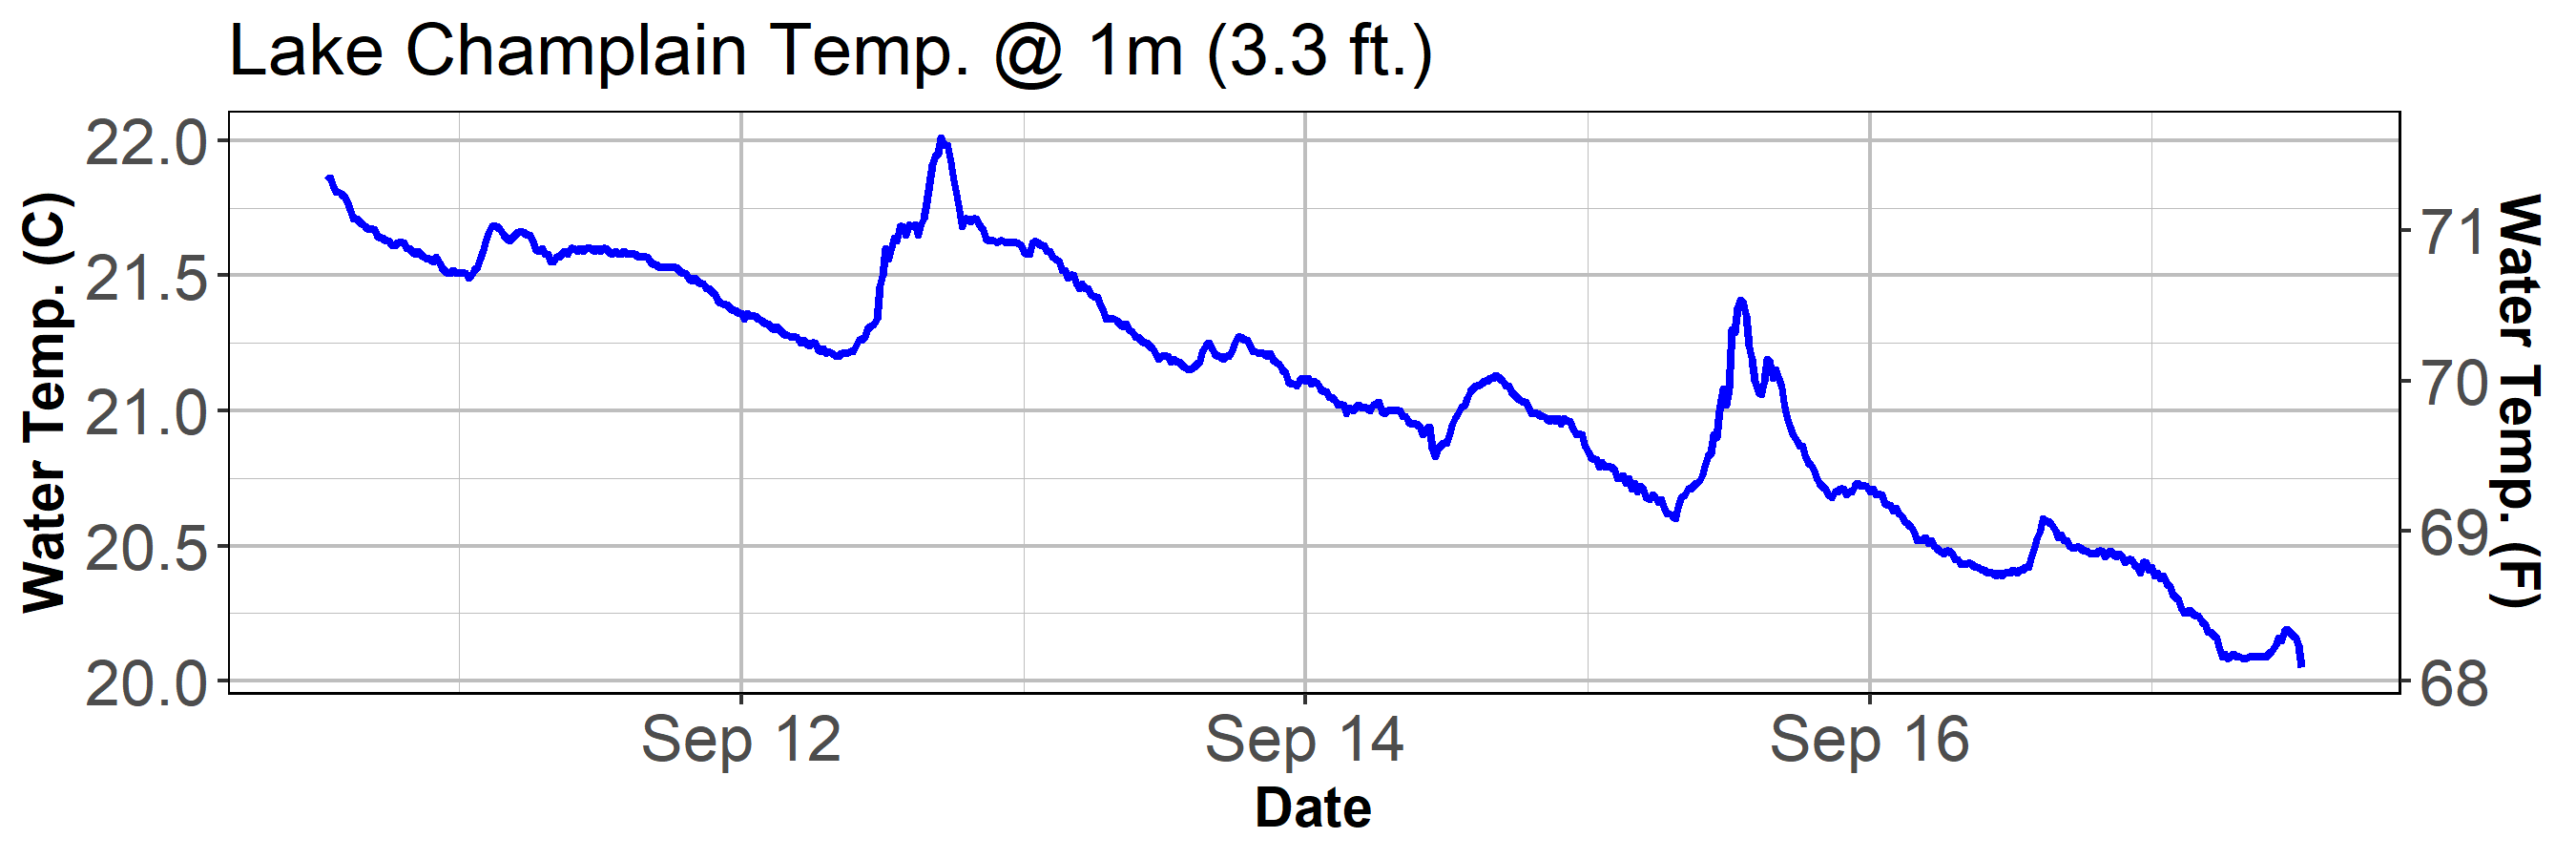 Lake Champlain Temp. @ 1m (3.3 ft.)
Water Temp. (C)
22.0
21.5
21.0
20.5
20.0
71
70
69
68
Water Temp. (F)
Sep 12
Sep 14
Sep 16
Date